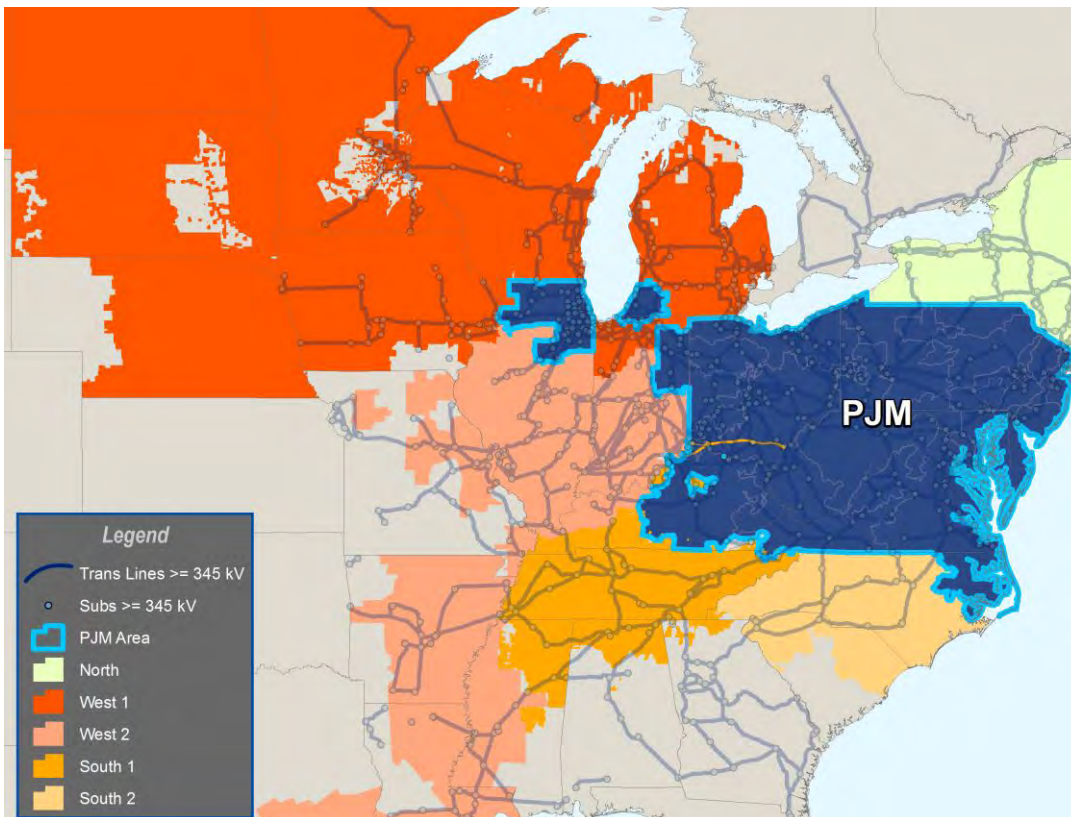 PJM
Legend
Trans Lines >= 345 kV
Subs >= 345 kV
PJM Area
North
West 1
West 2
South 1
South 2